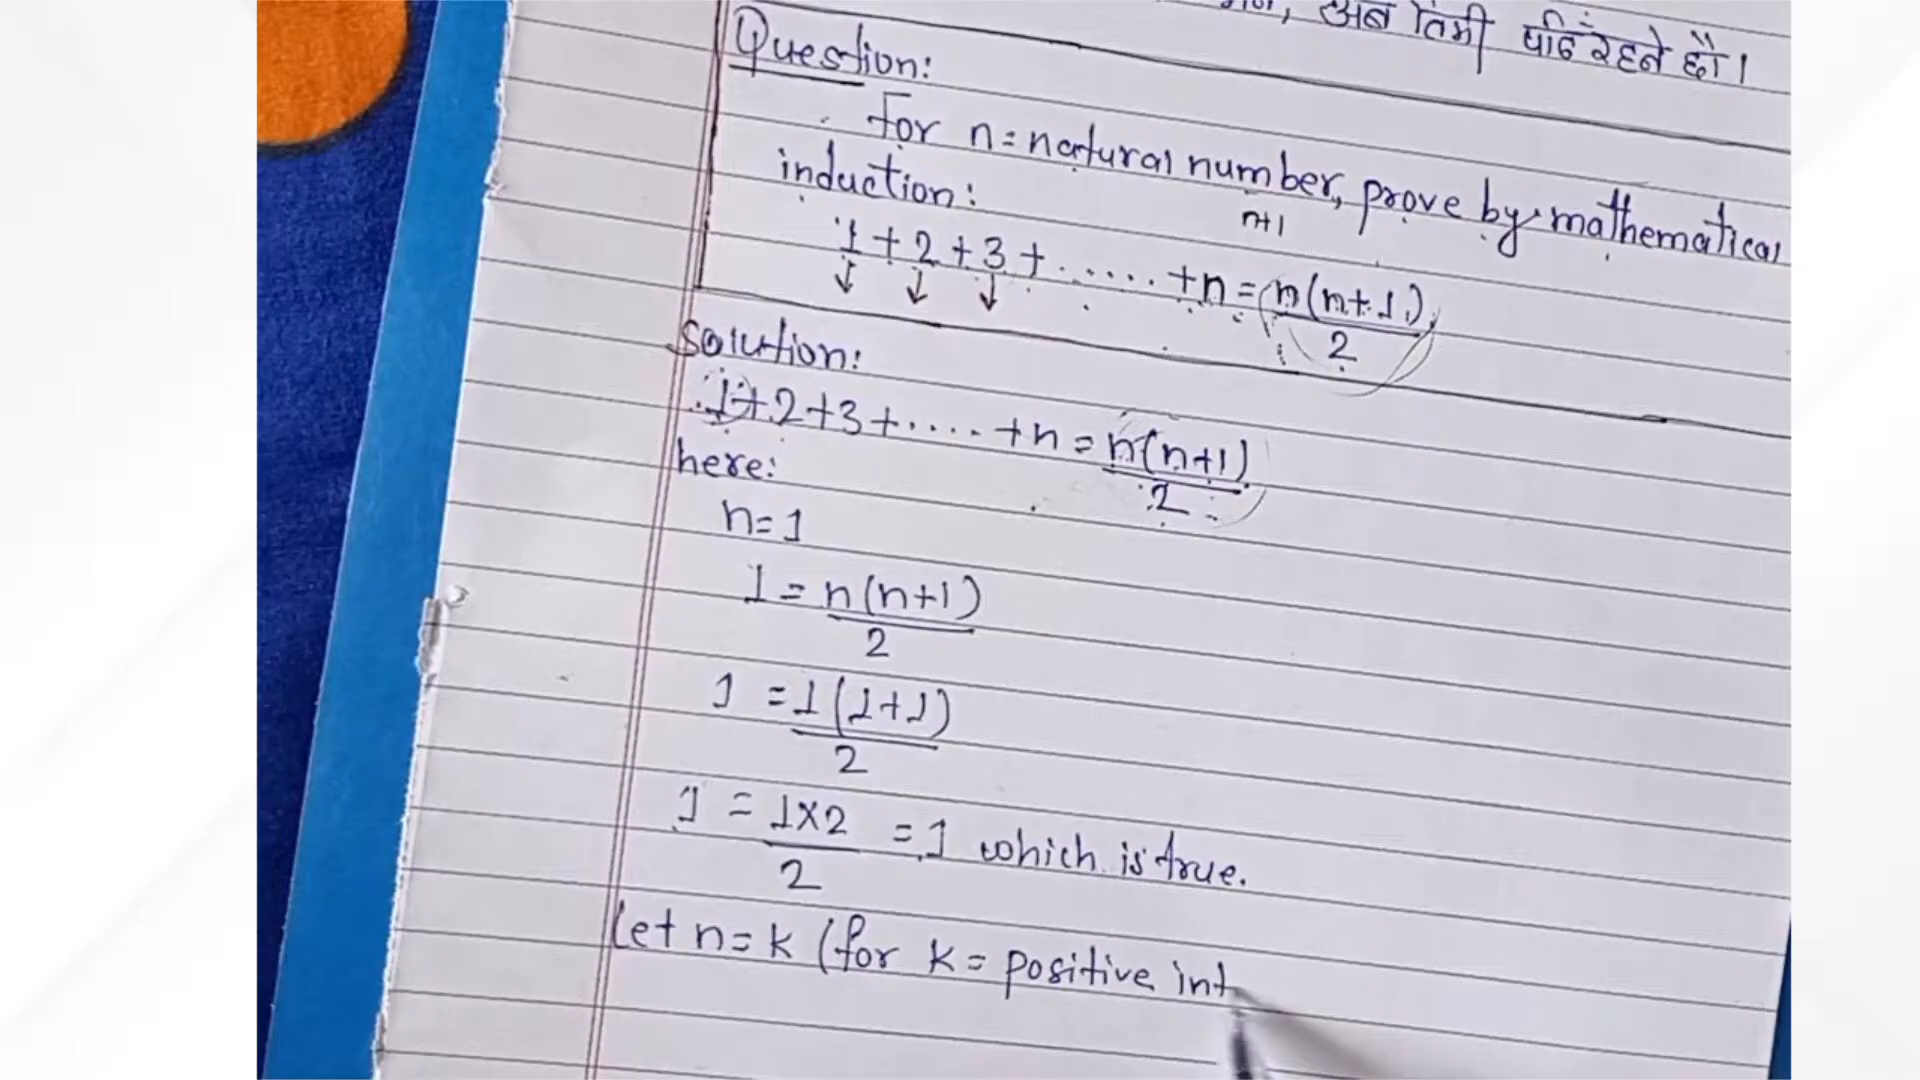 अब तिमी पढि रहने छौ।
Question:
For n=natural number, prove by mathematical
induction:
n+1
1+2+3+.....+n=n(n+1)/2
Solution:
1+2+3+....+n=n(n+1)/2
here:
n=1
1=n(n+1)/2
1=1(1+1)/2
1=1×2/2=1 which is true.
Let n=k (for k= positive int